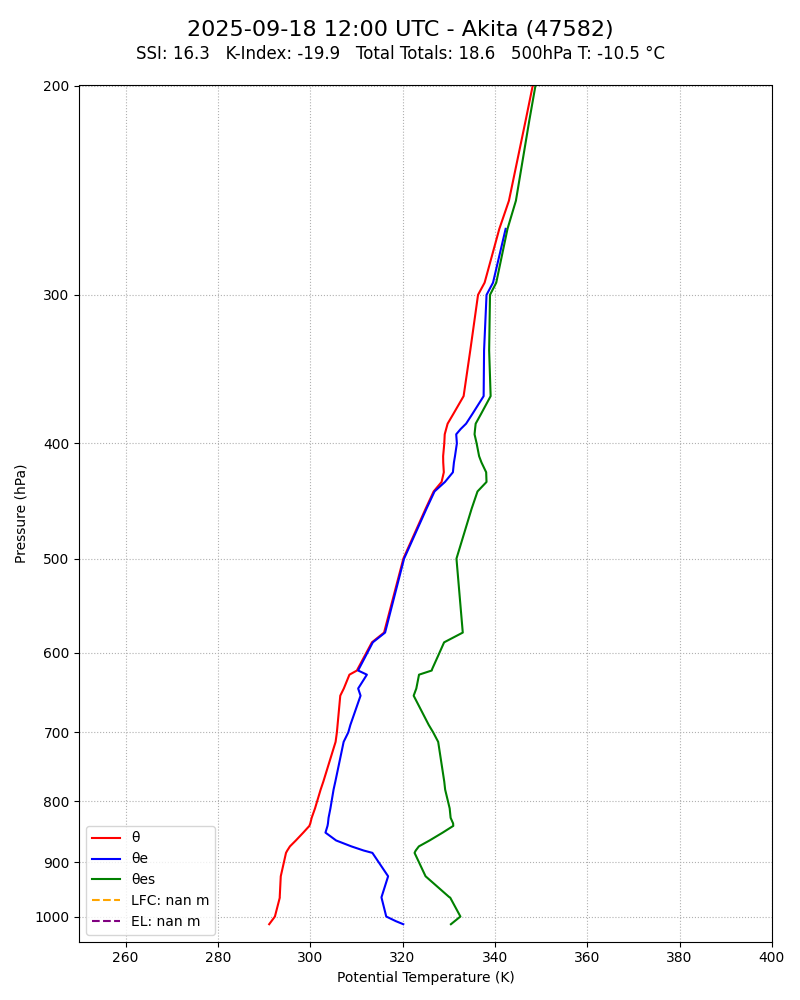 2025-09-18 12:00 UTC - Akita (47582)
SSI: 16.3   K-Index: -19.9   Total Totals: 18.6   500hPa T: -10.5 °C
200
300
400
500
600
700
800
900
1000
Pressure (hPa)
θ
θe
θes
LFC: nan m
EL: nan m
260 280 300 320 340 360 380 400
Potential Temperature (K)